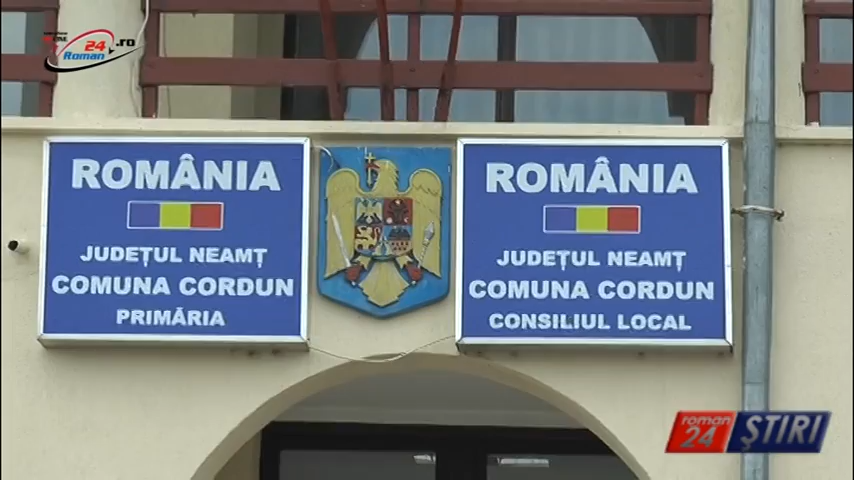 24.ro
Roman
ROMÂNIA
JUDEȚUL NEAMȚ
COMUNA CORDUN
PRIMĂRIA
ROMÂNIA
JUDEȚUL NEAMȚ
COMUNA CORDUN
CONSILIUL LOCAL
roman
24
ȘTIRI